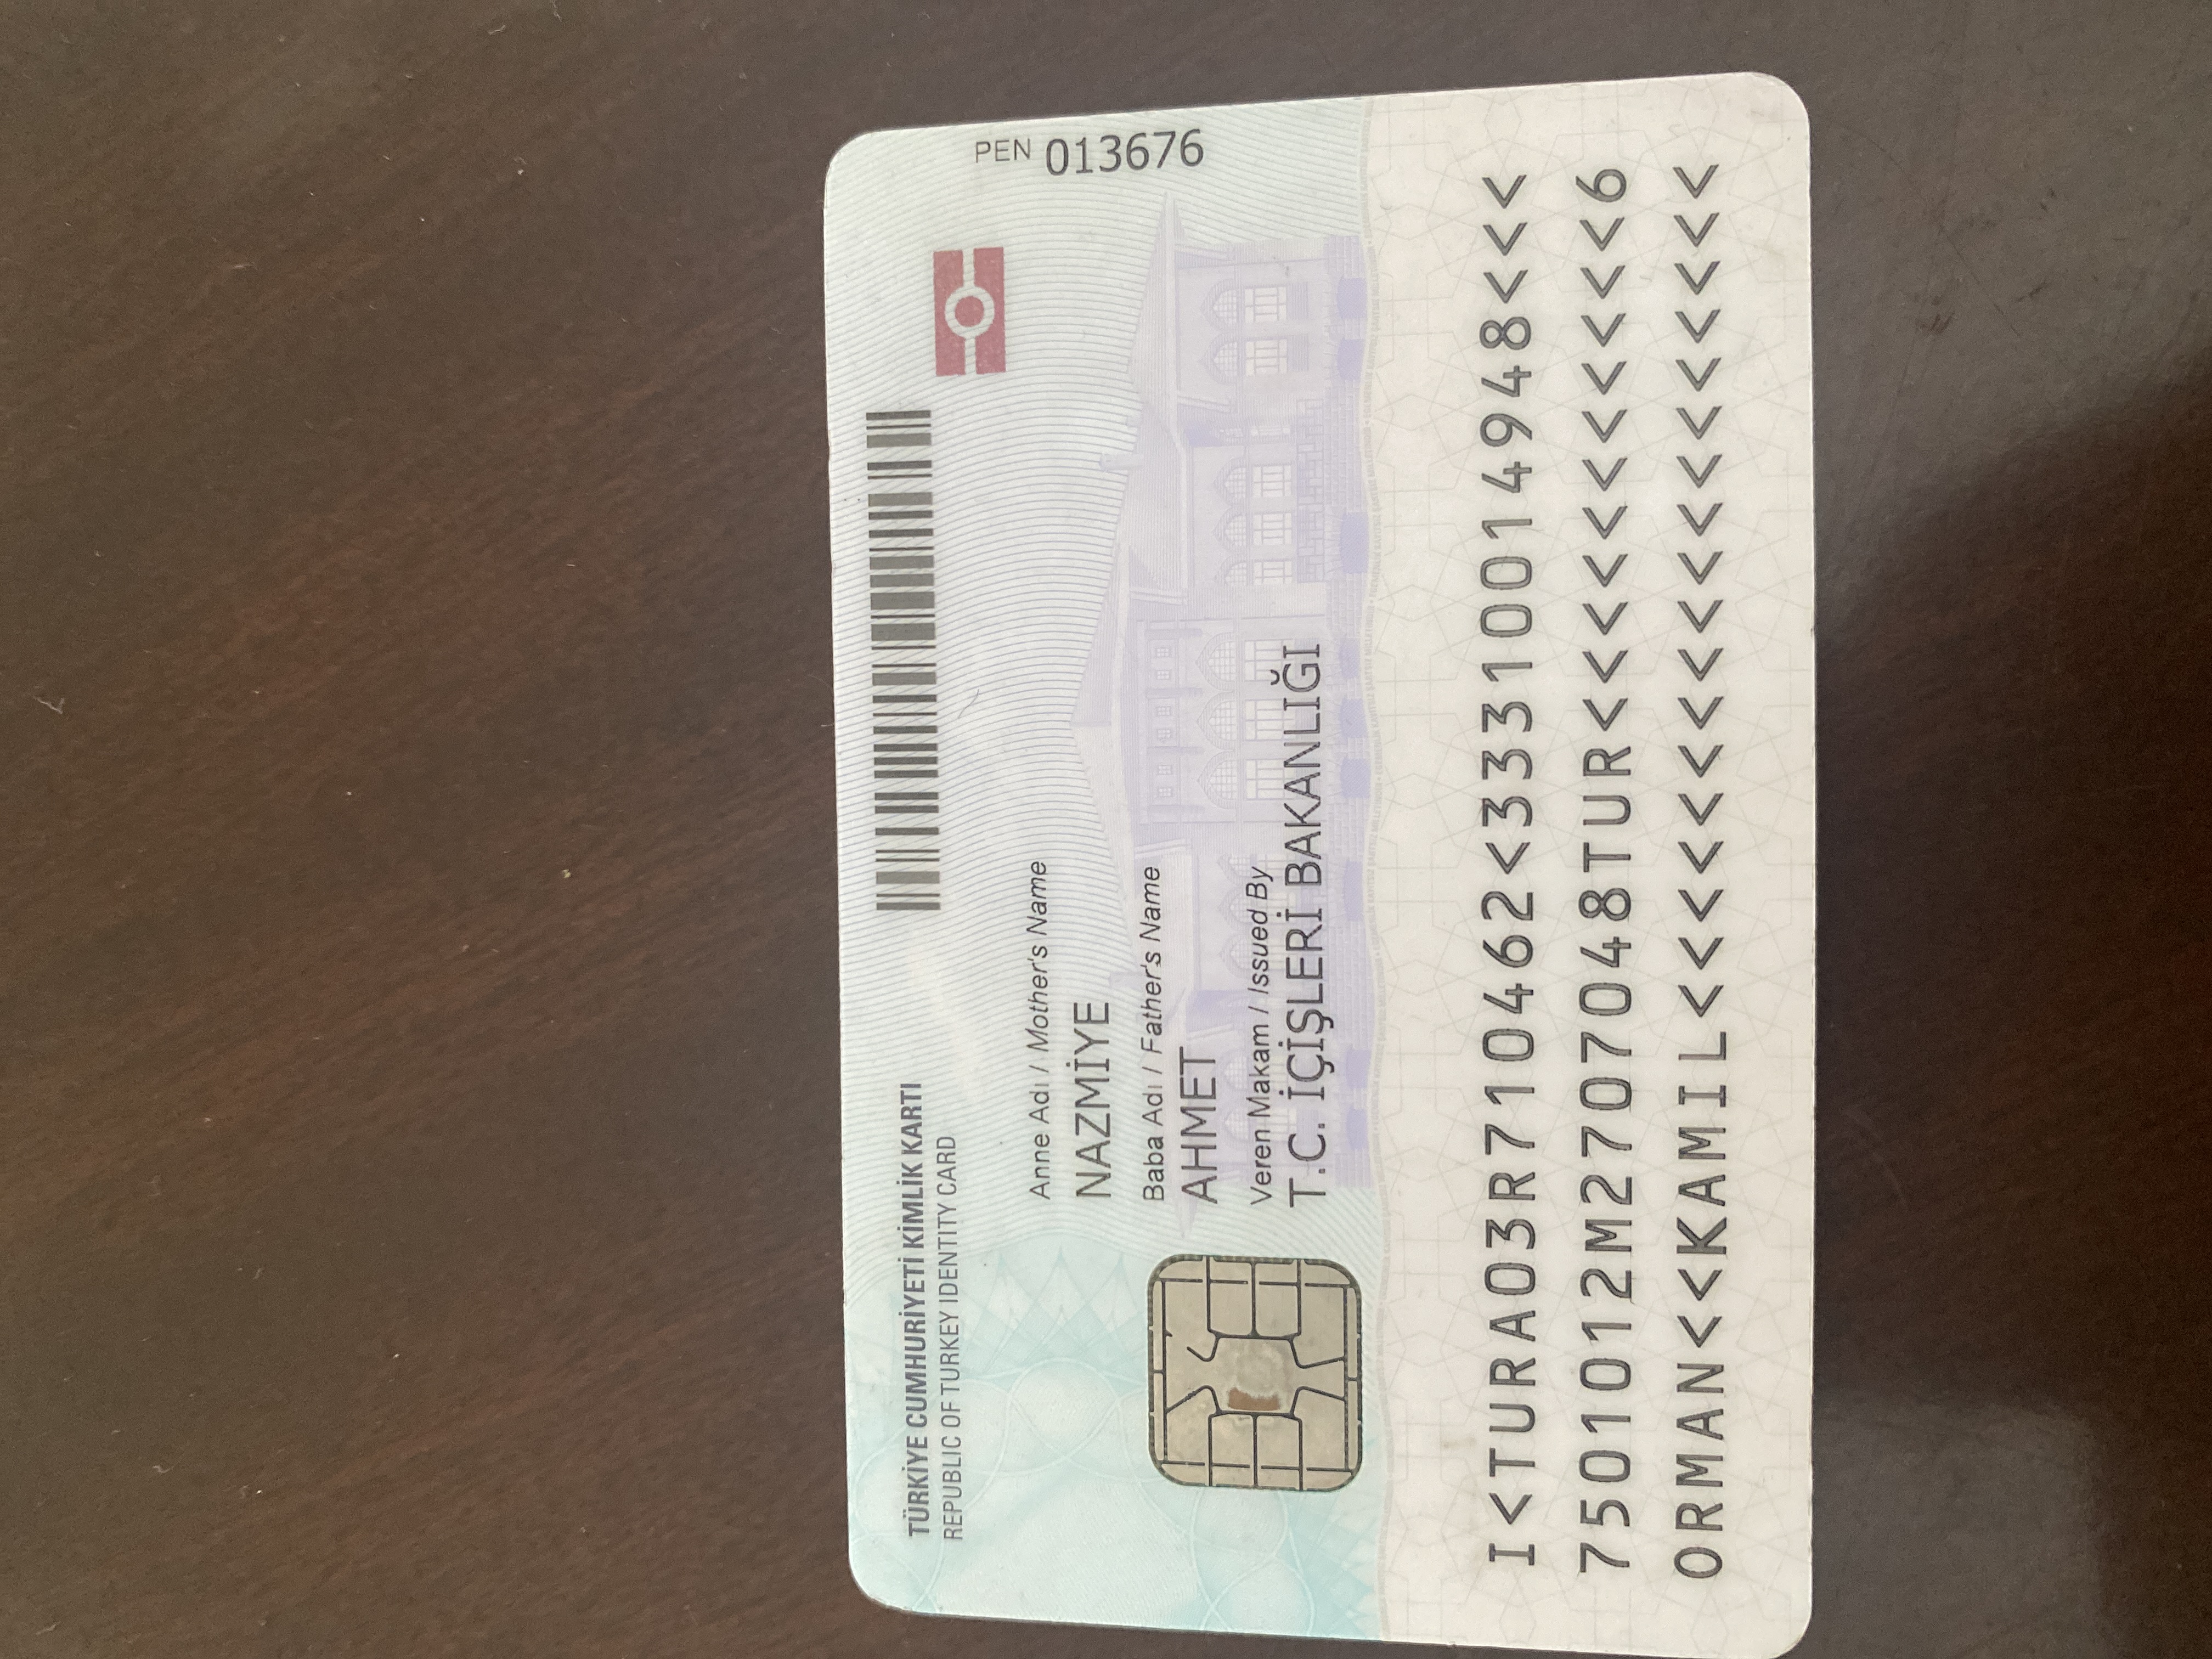 TÜRKİYE CUMHURİYETİ KİMLİK KARTI
REPUBLIC OF TURKEY IDENTITY CARD
Anne Adı / Mother's Name
NAZMİYE
Baba Adı / Father's Name
AHMET
Veren Makam / Issued By
T.C. İÇİŞLERİ BAKANLIĞI
PEN 013676
I<TURA03R710462<33310014948<<<
7501012M2707048TUR<<<<<<<<<<<6
ORMAN<<KAMIL<<<<<<<<<<<<<<<<<<